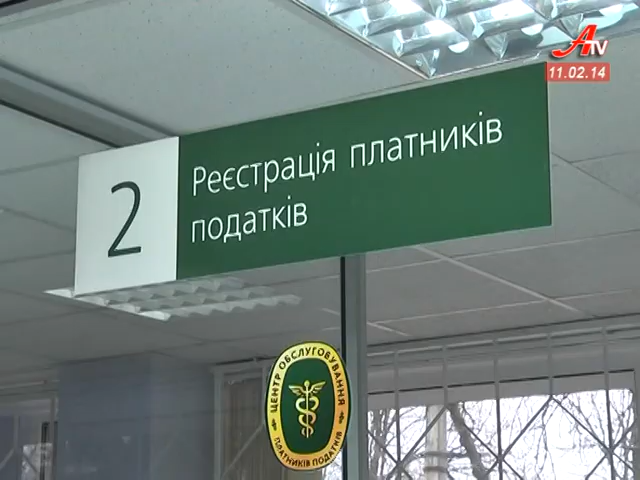 ATV
11.02.14
2
Реєстрація платників
податків
ЦЕНТР ОБСЛУГОВУВАННЯ
ПЛАТНИКІВ ПОДАТКІВ